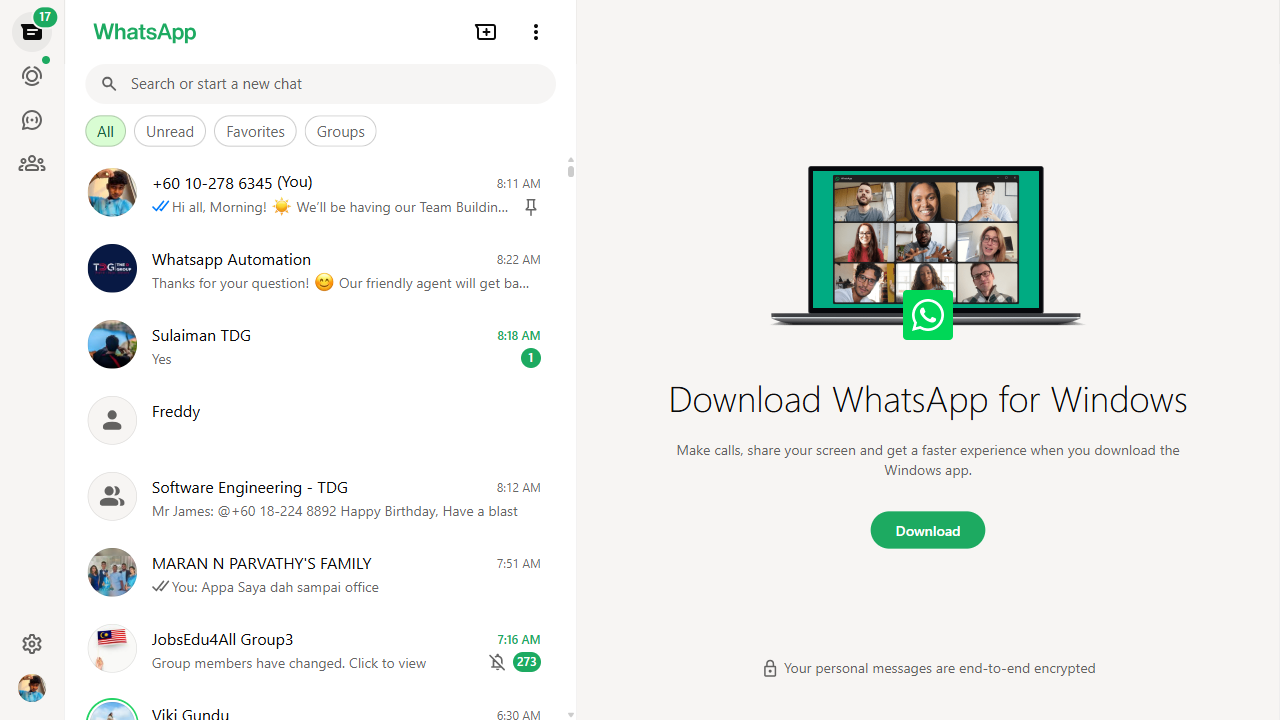 17
WhatsApp
Search or start a new chat
All
Unread
Favorites
Groups
+60 10-278 6345 (You)
8:11 AM
Hi all, Morning! ☀️ We'll be having our Team Buildin...
Whatsapp Automation
8:22 AM
Thanks for your question! 😊 Our friendly agent will get ba...
Sulaiman TDG
8:18 AM
Yes
1
Freddy
Software Engineering - TDG
8:12 AM
Mr James: @+60 18-224 8892 Happy Birthday, Have a blast
MARAN N PARVATHY'S FAMILY
7:51 AM
You: Appa Saya dah sampai office
JobsEdu4All Group3
7:16 AM
Group members have changed. Click to view
273
Viki Gundu
6:30 AM
Download WhatsApp for Windows
Make calls, share your screen and get a faster experience when you download the
Windows app.
Download
Your personal messages are end-to-end encrypted